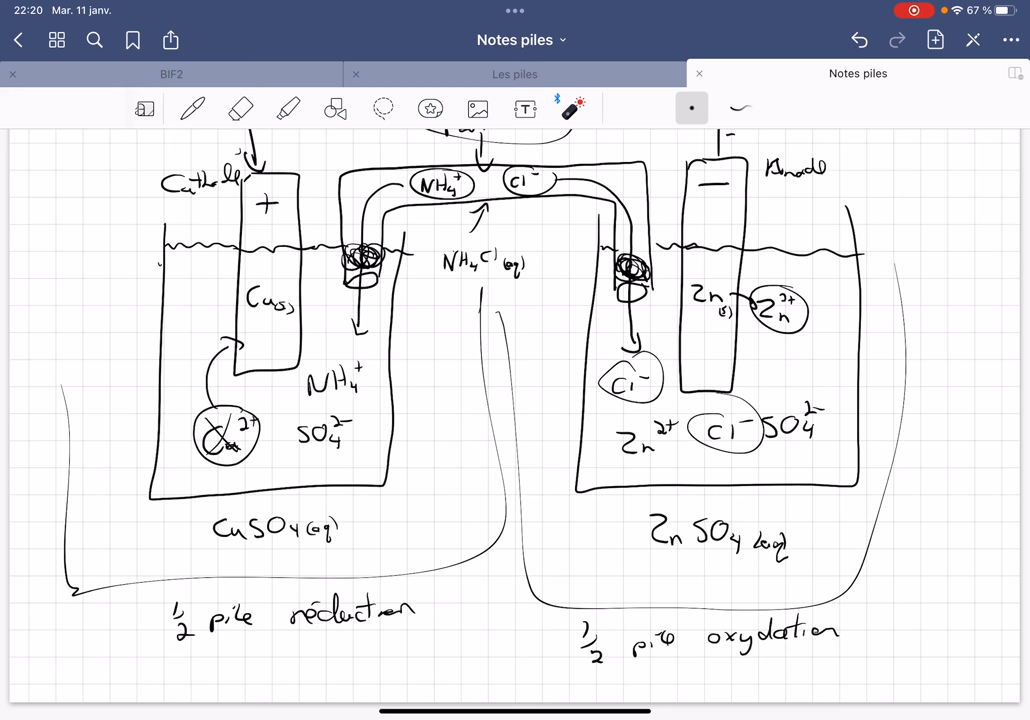 22:20 Mar. 11 janv. 67 %
Notes piles
BIF2 Les piles Notes piles
Cathode
+
NH₄⁺ Cl⁻
−
Anode
NH₄Cl (aq)
Cu(s)
Zn(s) Zn²⁺
NH₄⁺
Cl⁻
Cu²⁺ SO₄²⁻
Zn²⁺ Cl⁻ SO₄²⁻
CuSO₄(aq)
ZnSO₄(aq)
1/2 pile réduction
1/2 pile oxydation